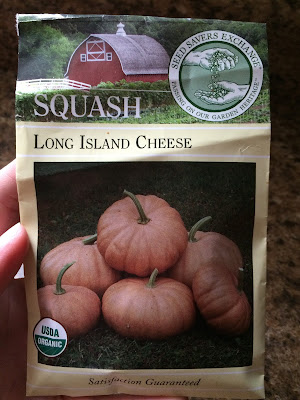 SEED SAVERS EXCHANGE
PASSING ON OUR GARDEN HERITAGE
SQUASH
LONG ISLAND CHEESE
USDA
ORGANIC
Satisfaction Guaranteed